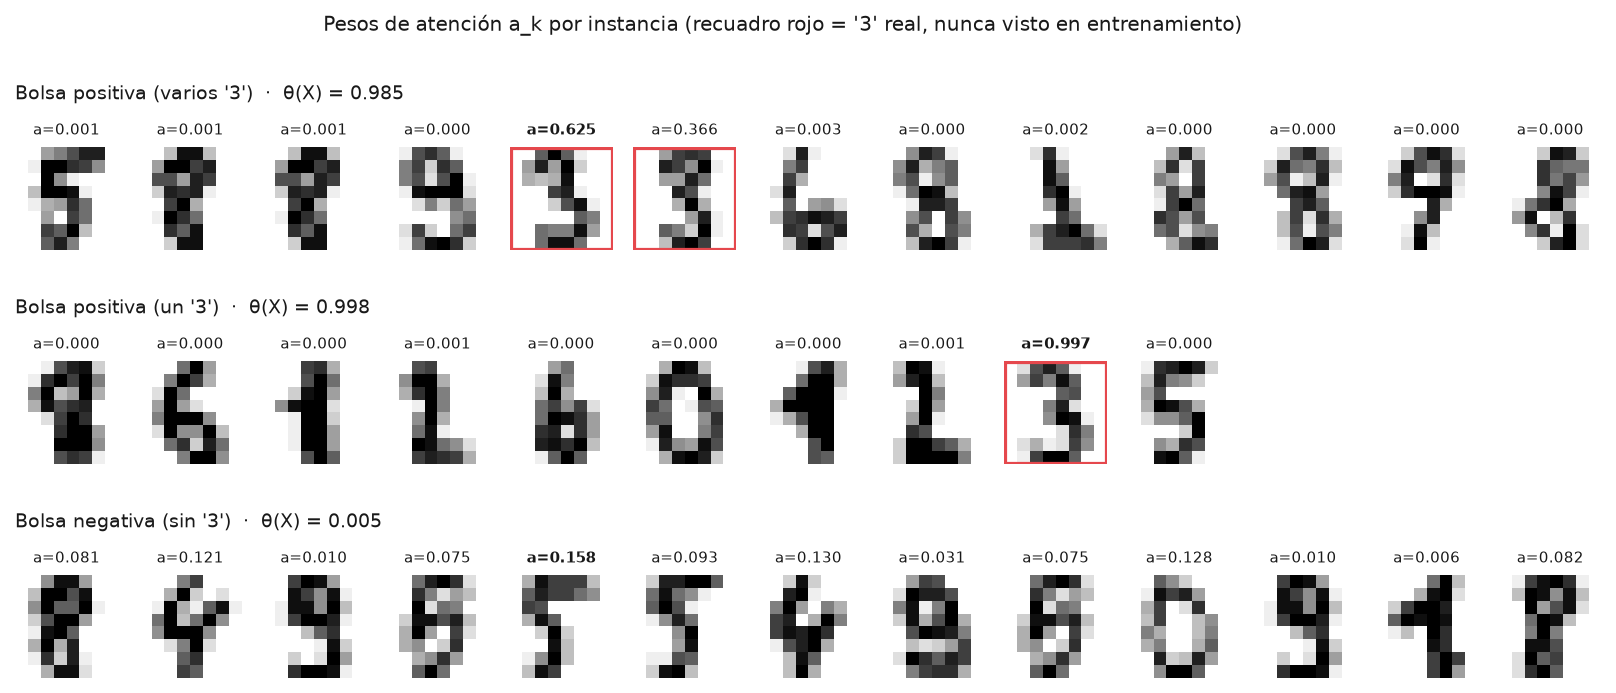 Pesos de atención a_k por instancia (recuadro rojo = '3' real, nunca visto en entrenamiento)
Bolsa positiva (varios '3')  ·  θ(X) = 0.985
a=0.001 a=0.001 a=0.001 a=0.000 a=0.625 a=0.366 a=0.003 a=0.000 a=0.002 a=0.000 a=0.000 a=0.000 a=0.000
Bolsa positiva (un '3')  ·  θ(X) = 0.998
a=0.000 a=0.000 a=0.000 a=0.001 a=0.000 a=0.000 a=0.000 a=0.001 a=0.997 a=0.000
Bolsa negativa (sin '3')  ·  θ(X) = 0.005
a=0.081 a=0.121 a=0.010 a=0.075 a=0.158 a=0.093 a=0.130 a=0.031 a=0.075 a=0.128 a=0.010 a=0.006 a=0.082